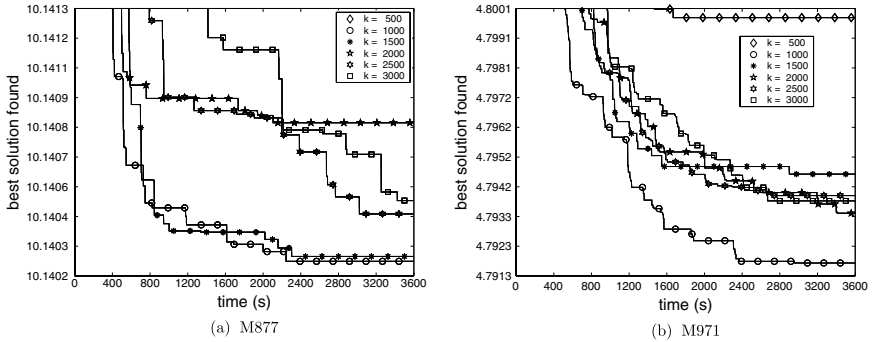 best solution found
10.1413
10.1412
10.1411
10.1409
10.1408
10.1407
10.1406
10.1404
10.1403
10.1402
0 400 800 1200 1600 2000 2400 2800 3200 3600
time (s)
k = 500
k = 1000
k = 1500
k = 2000
k = 2500
k = 3000
(a) M877
best solution found
4.8001
4.7991
4.7981
4.7972
4.7962
4.7952
4.7942
4.7933
4.7923
4.7913
0 400 800 1200 1600 2000 2400 2800 3200 3600
time (s)
k = 500
k = 1000
k = 1500
k = 2000
k = 2500
k = 3000
(b) M971